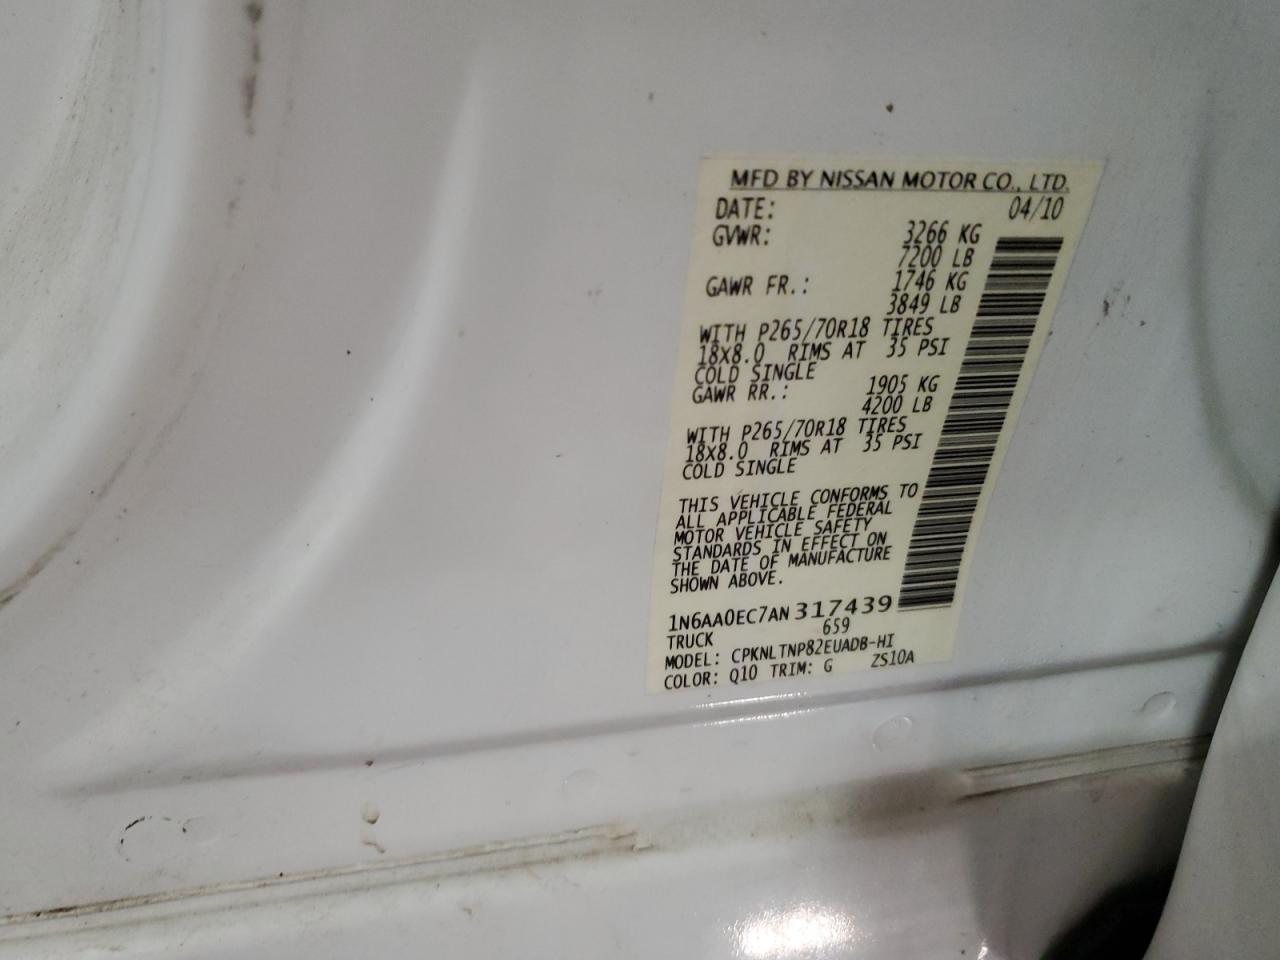 MFD BY NISSAN MOTOR CO., LTD.
DATE: 04/10
GVWR: 3266 KG
7200 LB
GAWR FR.: 1746 KG
3849 LB
WITH P265/70R18 TIRES
18X8.0 RIMS AT 35 PSI
COLD SINGLE
GAWR RR.: 1905 KG
4200 LB
WITH P265/70R18 TIRES
18X8.0 RIMS AT 35 PSI
COLD SINGLE
THIS VEHICLE CONFORMS TO
ALL APPLICABLE FEDERAL
MOTOR VEHICLE SAFETY
STANDARDS IN EFFECT ON
THE DATE OF MANUFACTURE
SHOWN ABOVE.
1N6AA0EC7AN317439
TRUCK 659
MODEL: CPKNLTNP82EUADB-HI
COLOR: Q10 TRIM: G ZS10A